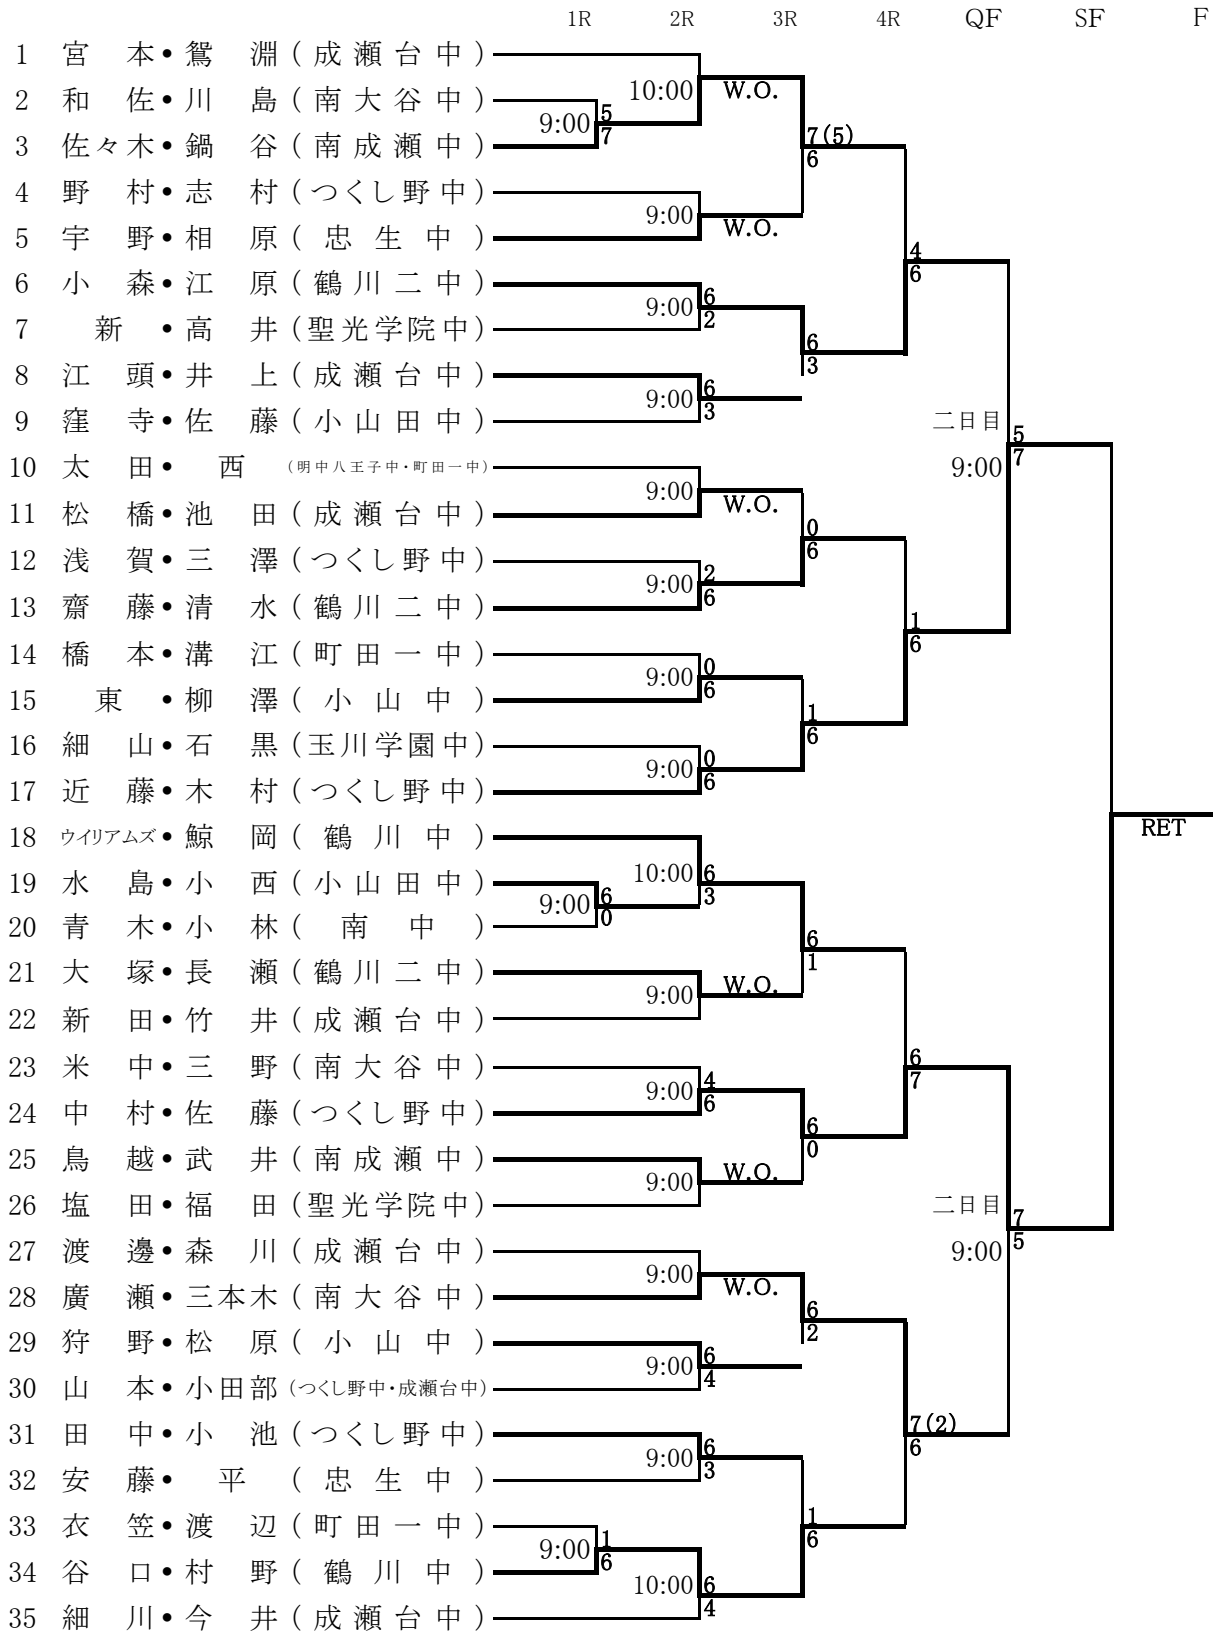 1R 2R 3R 4R QF SF F
1 宮本・鴛淵(成瀬台中)
10:00 W.O.
2 和佐・川島(南大谷中)
9:00 5 7
3 佐々木・鍋谷(南成瀬中)
7(5) 6
4 野村・志村(つくし野中)
9:00 W.O.
5 宇野・相原(忠生中)
4 6
6 小森・江原(鶴川二中)
9:00 6 2
7 新・高井(聖光学院中)
6 3
8 江頭・井上(成瀬台中)
9:00 6 3
9 窪寺・佐藤(小山田中)
二日目 5 7
9:00
10 太田・西(明中八王子中・町田一中)
9:00 W.O.
11 松橋・池田(成瀬台中)
0 6
12 浅賀・三澤(つくし野中)
9:00 2 6
13 齋藤・清水(鶴川二中)
1 6
14 橋本・溝江(町田一中)
9:00 0 6
15 東・柳澤(小山中)
1 6
16 細山・石黒(玉川学園中)
9:00 0 6
17 近藤・木村(つくし野中)
RET
18 ウイリアムズ・鯨岡(鶴川中)
10:00 6 3
19 水島・小西(小山田中)
9:00 6 0
20 青木・小林(南中)
6 1
21 大塚・長瀬(鶴川二中)
9:00 W.O.
22 新田・竹井(成瀬台中)
6 7
23 米中・三野(南大谷中)
9:00 4 6
24 中村・佐藤(つくし野中)
6 0
25 鳥越・武井(南成瀬中)
9:00 W.O.
26 塩田・福田(聖光学院中)
二日目 7 5
9:00
27 渡邊・森川(成瀬台中)
9:00 W.O.
28 廣瀬・三本木(南大谷中)
6 2
29 狩野・松原(小山中)
9:00 6 4
30 山本・小田部(つくし野中・成瀬台中)
7(2) 6
31 田中・小池(つくし野中)
9:00 6 3
32 安藤・平(忠生中)
1 6
33 衣笠・渡辺(町田一中)
9:00 1 6
34 谷口・村野(鶴川中)
10:00 6 4
35 細川・今井(成瀬台中)